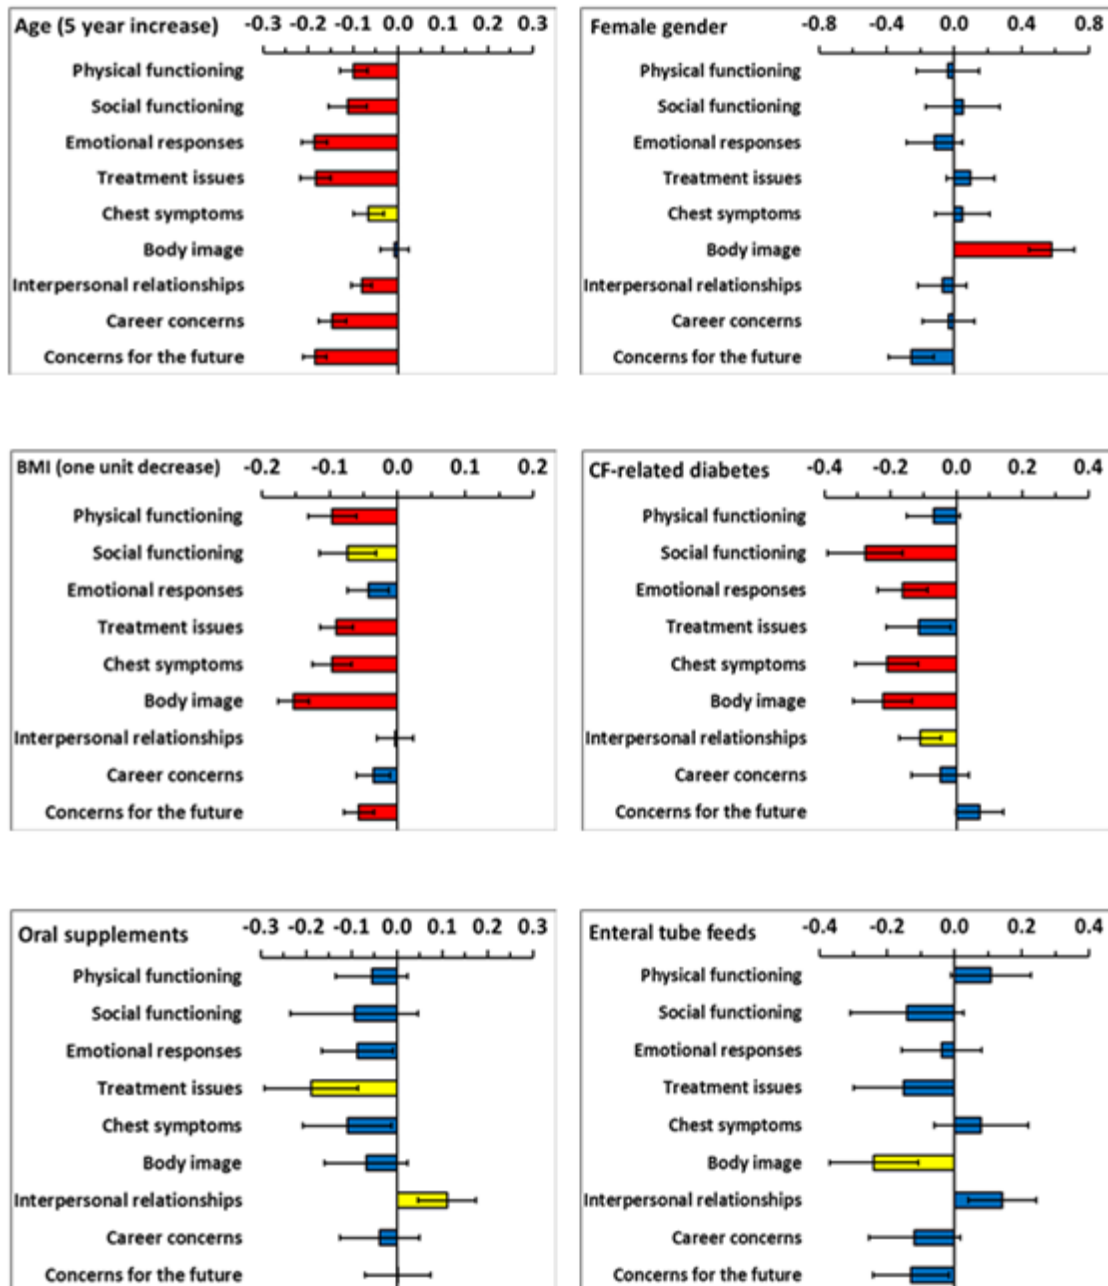 Age (5 year increase) -0.3 -0.2 -0.1 0.0 0.1 0.2 0.3
Physical functioning
Social functioning
Emotional responses
Treatment issues
Chest symptoms
Body image
Interpersonal relationships
Career concerns
Concerns for the future
Female gender -0.8 -0.4 0.0 0.4 0.8
Physical functioning
Social functioning
Emotional responses
Treatment issues
Chest symptoms
Body image
Interpersonal relationships
Career concerns
Concerns for the future
BMI (one unit decrease) -0.2 -0.1 0.0 0.1 0.2
Physical functioning
Social functioning
Emotional responses
Treatment issues
Chest symptoms
Body image
Interpersonal relationships
Career concerns
Concerns for the future
CF-related diabetes -0.4 -0.2 0.0 0.2 0.4
Physical functioning
Social functioning
Emotional responses
Treatment issues
Chest symptoms
Body image
Interpersonal relationships
Career concerns
Concerns for the future
Oral supplements -0.3 -0.2 -0.1 0.0 0.1 0.2 0.3
Physical functioning
Social functioning
Emotional responses
Treatment issues
Chest symptoms
Body image
Interpersonal relationships
Career concerns
Concerns for the future
Enteral tube feeds -0.4 -0.2 0.0 0.2 0.4
Physical functioning
Social functioning
Emotional responses
Treatment issues
Chest symptoms
Body image
Interpersonal relationships
Career concerns
Concerns for the future